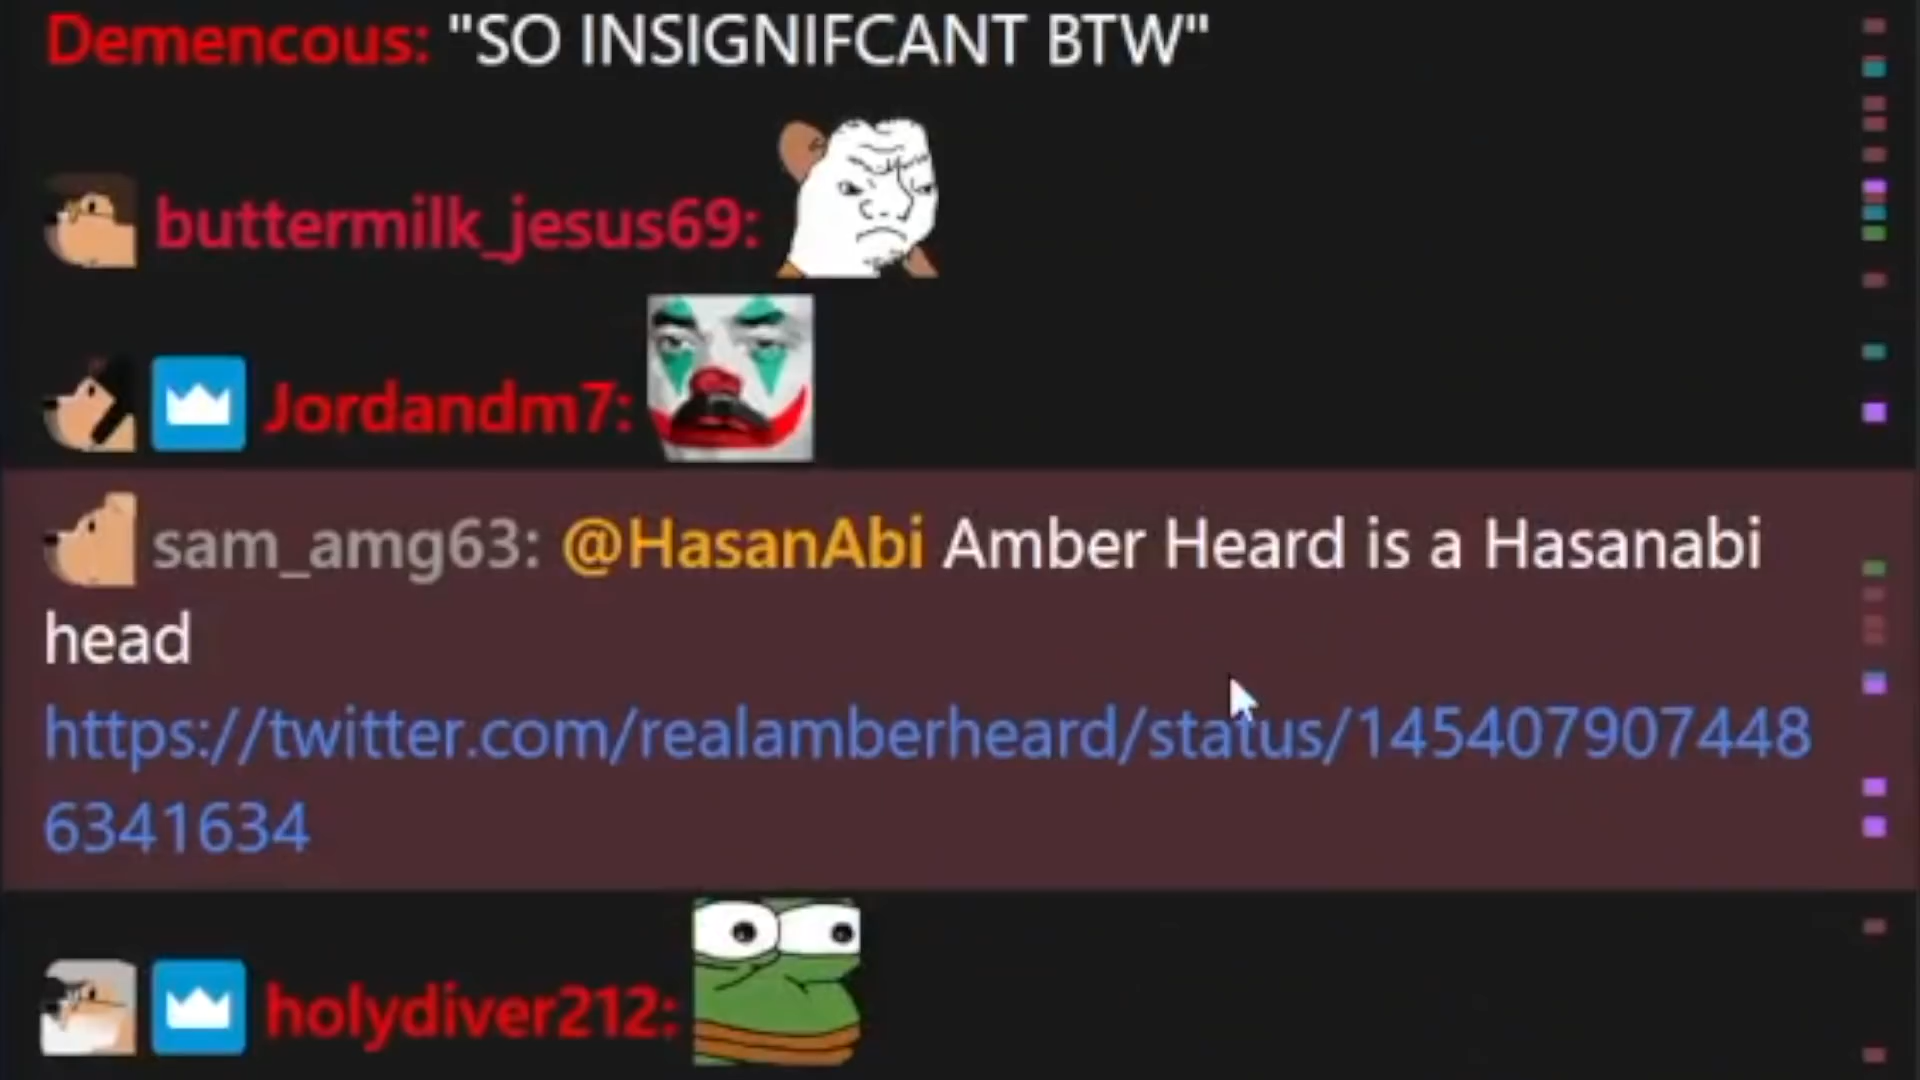 Demencous: "SO INSIGNIFCANT BTW"
buttermilk_jesus69:
Jordandm7:
sam_amg63: @HasanAbi Amber Heard is a Hasanabi
head
https://twitter.com/realamberheard/status/145407907448
6341634
holydiver212: